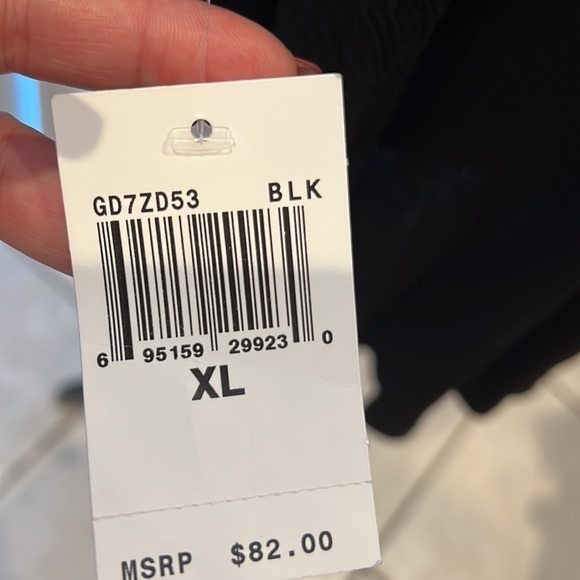 GD7ZD53 BLK
6 95159 29923 0
XL
MSRP $82.00